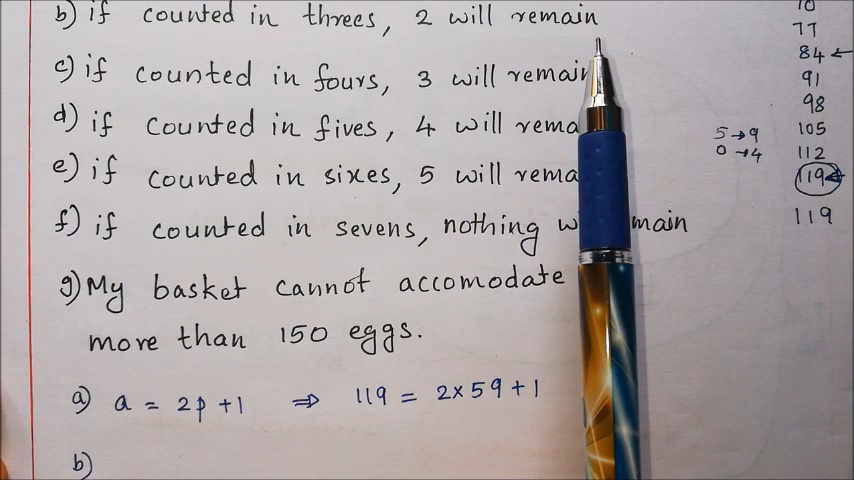 b) if counted in threes, 2 will remain
c) if counted in fours, 3 will remain
d) if counted in fives, 4 will rema
e) if counted in sixes, 5 will rema
f) if counted in sevens, nothing w main
g) My basket cannot accomodate
more than 150 eggs.
a) a = 2p +1 ⇒ 119 = 2×59+1
b)
77
84 ←
91
98
105
112
119
119
5→9
0→4